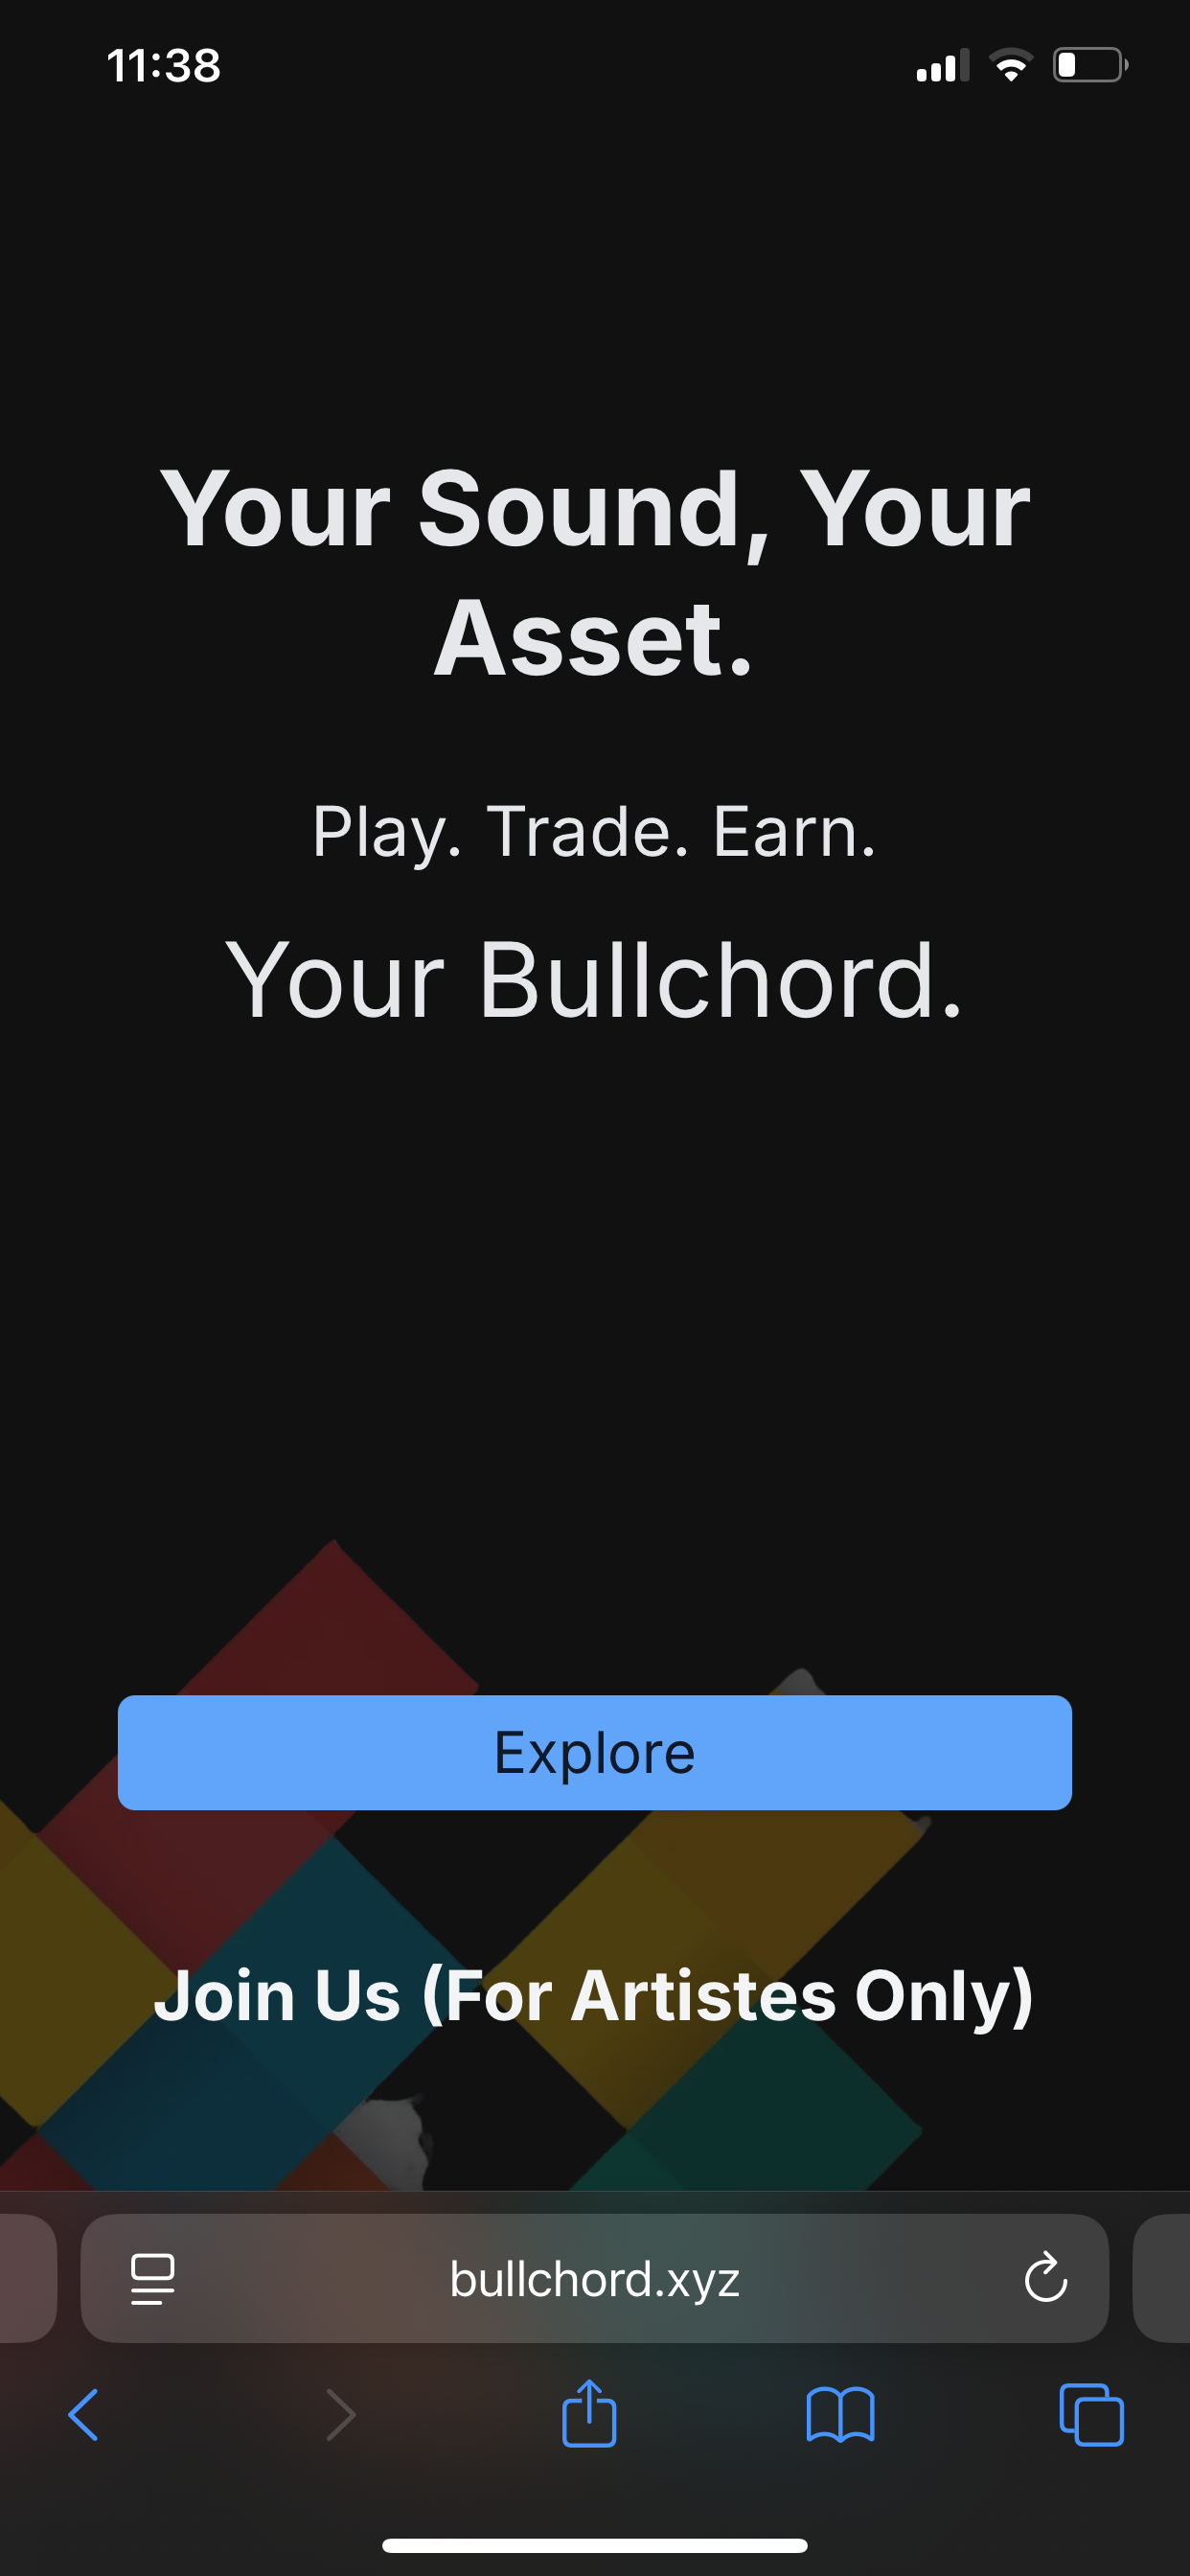 11:38
Your Sound, Your
Asset.
Play. Trade. Earn.
Your Bullchord.
Explore
Join Us (For Artistes Only)
bullchord.xyz